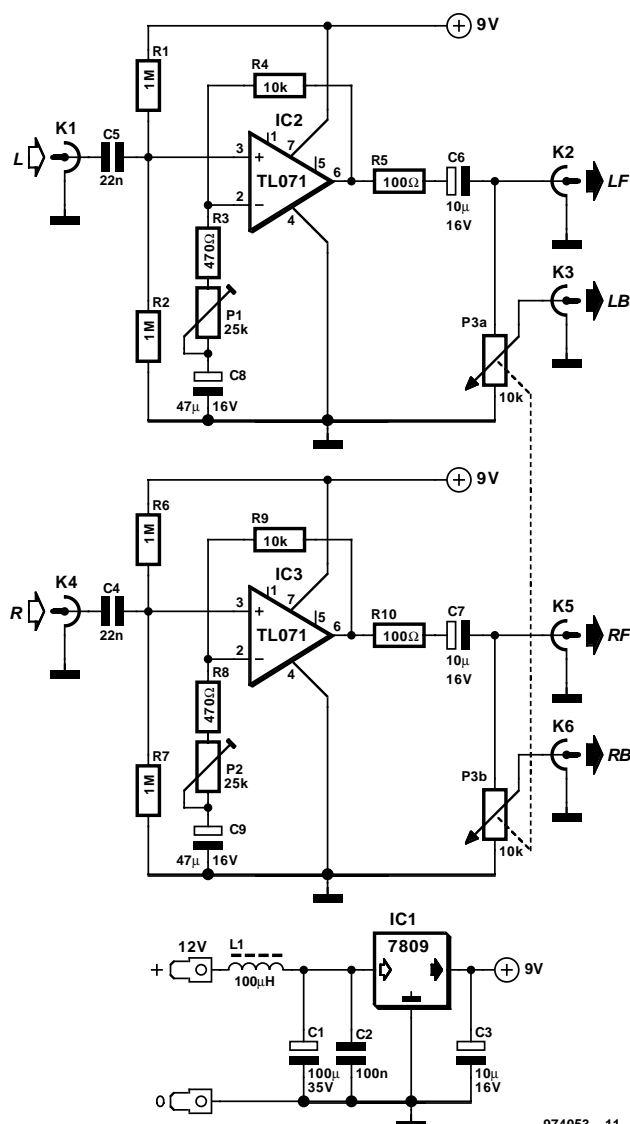 9V
R1
1M
R4
10k
IC2
K1
C5
1
7
K2
L
3
+
5
6
R5
C6
LF
22n
TL071
100Ω
2
−
4
10µ
16V
K3
R3
470Ω
LB
R2
1M
P1
25k
P3a
C8
10k
47µ 16V
9V
R6
1M
R9
10k
IC3
K4
C4
1
7
K5
R
3
+
5
6
R10
C7
RF
22n
TL071
100Ω
2
−
4
10µ
16V
K6
R8
470Ω
RB
R7
1M
P2
25k
P3b
C9
10k
47µ 16V
IC1
+
12V
L1
7809
9V
100µH
C1
C2
C3
100µ
35V
100n
10µ
16V
0
974053 - 11